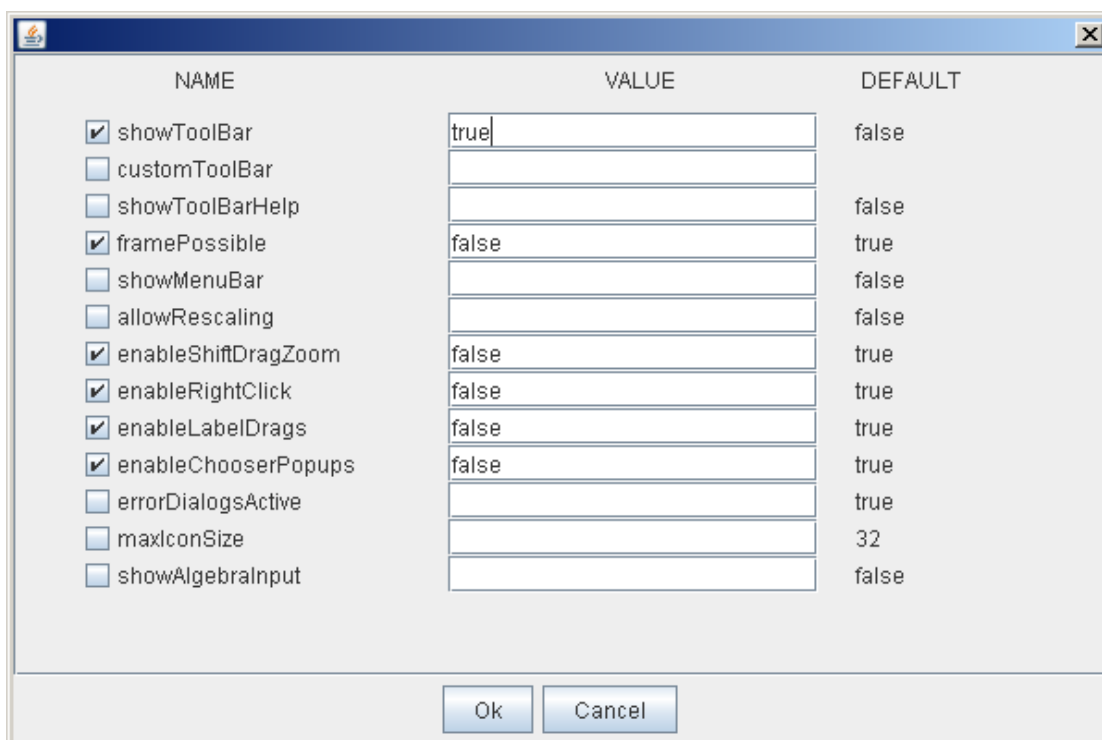 NAME VALUE DEFAULT
showToolBar true false
customToolBar
showToolBarHelp false
framePossible false true
showMenuBar false
allowRescaling false
enableShiftDragZoom false true
enableRightClick false true
enableLabelDrags false true
enableChooserPopups false true
errorDialogsActive true
maxIconSize 32
showAlgebraInput false
Ok Cancel